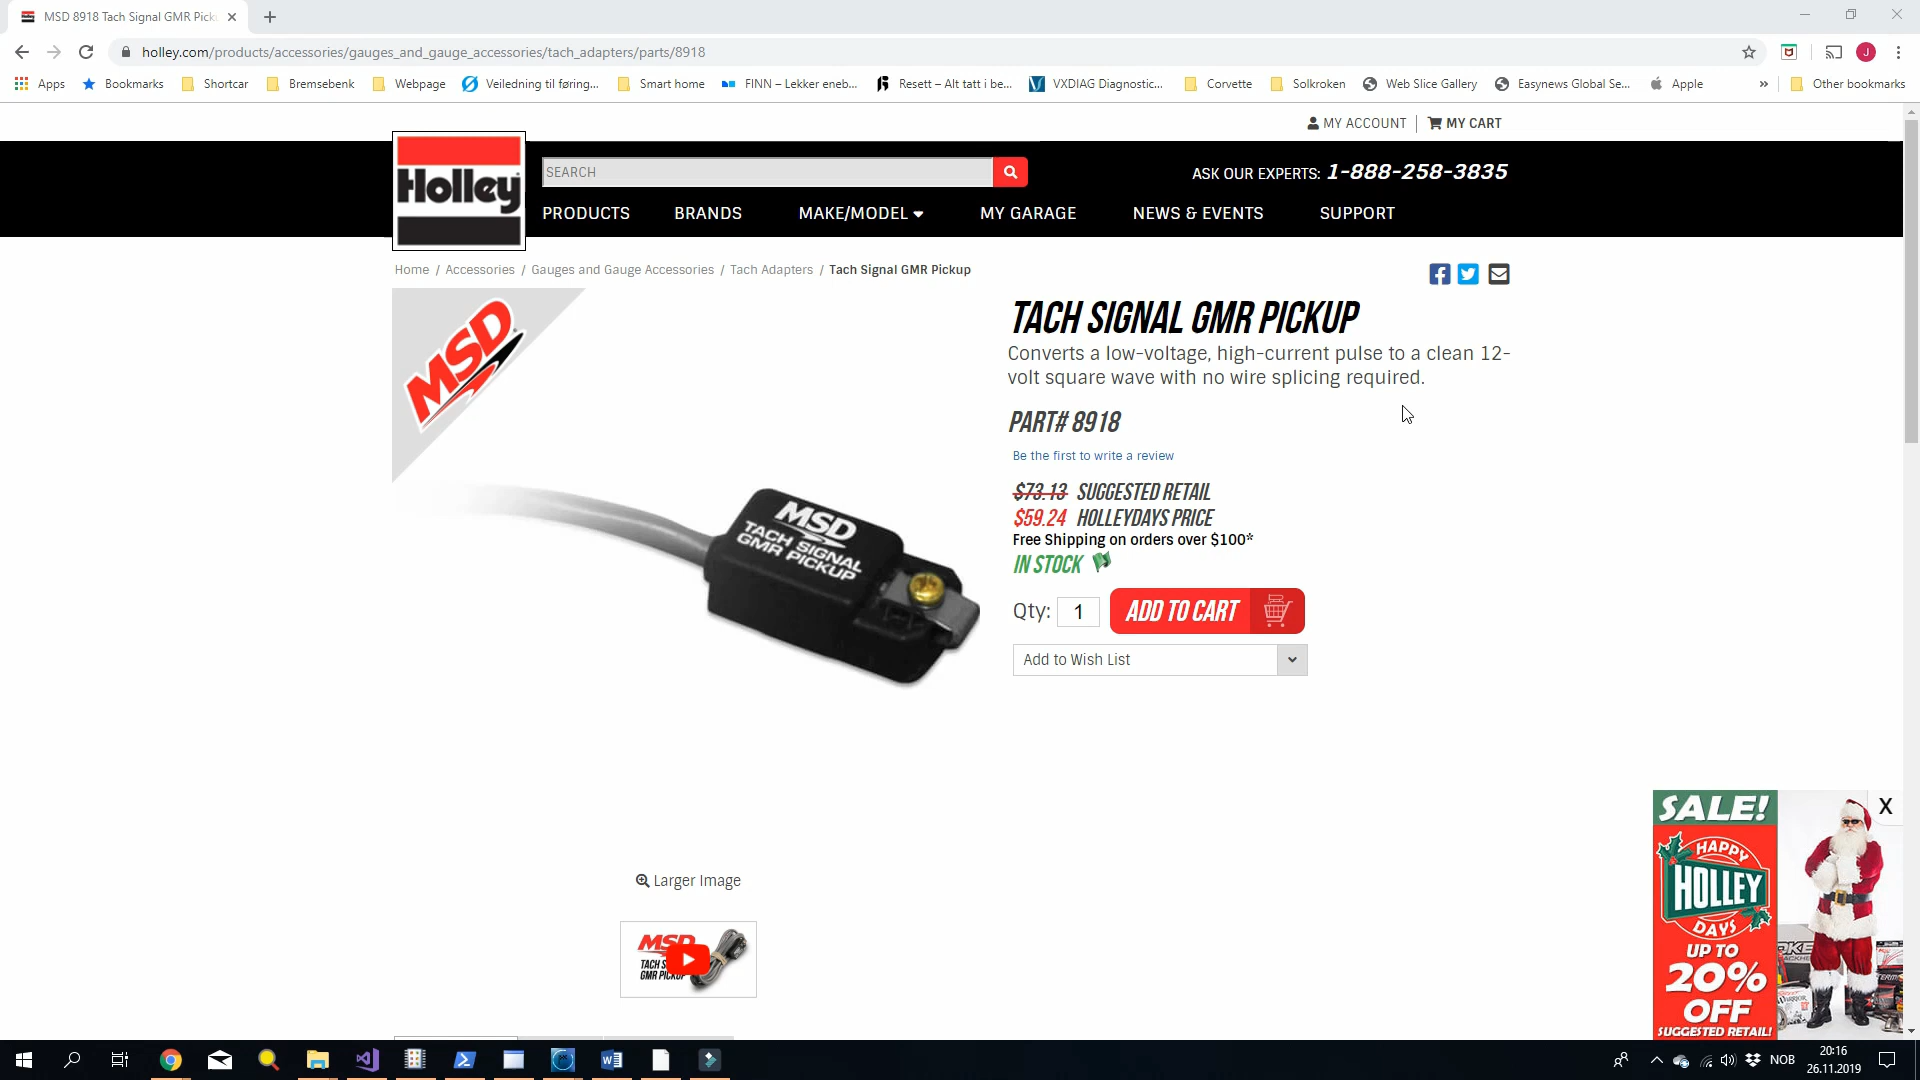 MSD 8918 Tach Signal GMR Pick
holley.com/products/accessories/gauges_and_gauge_accessories/tach_adapters/parts/8918
J
Apps Bookmarks Shortcar Bremsebenk Webpage Veiledning til føring... Smart home FINN – Lekker eneb... Resett – Alt tatt i be... VXDIAG Diagnostic... Corvette Solkroken Web Slice Gallery Easynews Global Se... Apple » Other bookmarks
MY ACCOUNT MY CART
Holley
SEARCH
ASK OUR EXPERTS: 1-888-258-3835
PRODUCTS BRANDS MAKE/MODEL MY GARAGE NEWS & EVENTS SUPPORT
Home / Accessories / Gauges and Gauge Accessories / Tach Adapters / Tach Signal GMR Pickup
MSD
TACH SIGNAL GMR PICKUP
Converts a low-voltage, high-current pulse to a clean 12-
volt square wave with no wire splicing required.
PART# 8918
Be the first to write a review
$73.13 SUGGESTED RETAIL
$59.24 HOLLEYDAYS PRICE
Free Shipping on orders over $100*
IN STOCK
Qty: 1 ADD TO CART
Add to Wish List
MSD
TACH SIGNAL
GMR PICKUP
Larger Image
MSD
TACH S
GMR PICKUP
SALE! X
HAPPY
HOLLEY
DAYS
UP TO
20%
OFF
SUGGESTED RETAIL!
NOB
20:16
26.11.2019